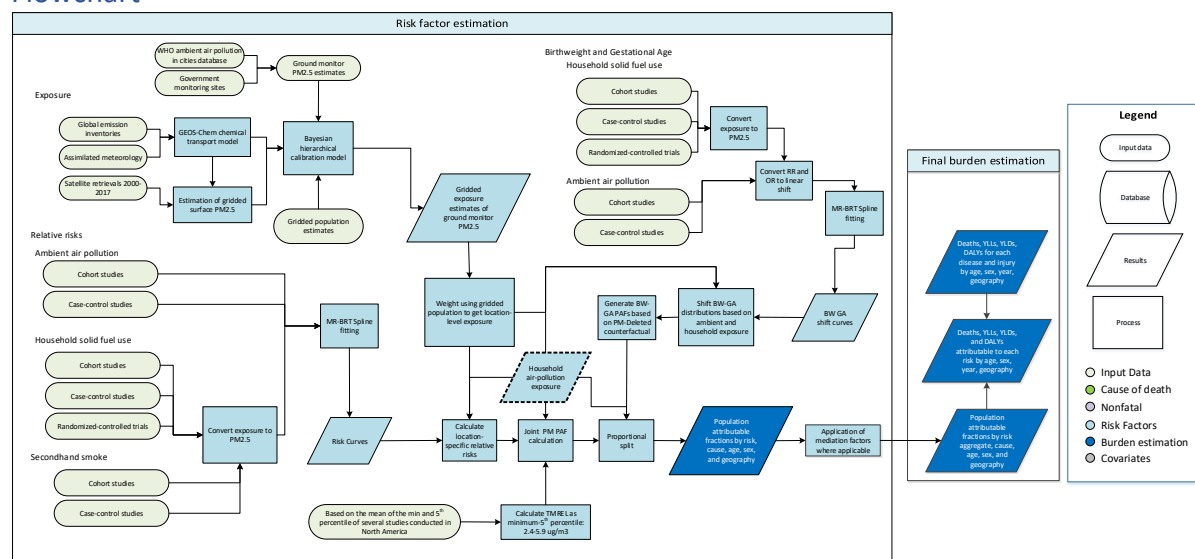 Flowchart
Risk factor estimation
WHO ambient air pollution
in cities database
Government
monitoring sites
Ground monitor
PM2.5 estimates
Exposure
Global emission
inventories
Assimilated meteorology
Satellite retrievals 2000-
2017
GEOS-Chem chemical
transport model
Estimation of gridded
surface PM2.5
Bayesian
hierarchical
calibration model
Gridded population
estimates
Gridded
exposure
estimates of
ground monitor
PM2.5
Birthweight and Gestational Age
Household solid fuel use
Cohort studies
Case-control studies
Randomized-controlled trials
Convert
exposure to
PM2.5
Ambient air pollution
Cohort studies
Case-control studies
Convert RR and
OR to linear
shift
MR-BRT Spline
fitting
BW GA
shift curves
Shift BW-GA
distributions based on
ambient and
household exposure
Generate BW-
GA PAFs based
on PM-Deleted
counterfactual
Relative risks
Ambient air pollution
Cohort studies
Case-control studies
MR-BRT Spline
fitting
Household solid fuel use
Cohort studies
Case-control studies
Randomized-controlled trials
Convert exposure to
PM2.5
Secondhand smoke
Cohort studies
Case-control studies
Weight using gridded
population to get location-
level exposure
Household
air-pollution
exposure
Risk Curves
Calculate
location-
specific relative
risks
Joint PM PAF
calculation
Proportional
split
Population
attributable
fractions by risk,
cause, age, sex,
and geography
Application of
mediation factors
where applicable
Based on the mean of the min and 5th
percentile of several studies conducted in
North America
Calculate TMREL as
minimum-5th percentile:
2.4-5.9 ug/m3
Final burden estimation
Deaths, YLLs, YLDs,
DALYs for each
disease and injury
by age, sex, year,
geography
Deaths, YLLs, YLDs,
and DALYs
attributable to each
risk by age, sex,
year, geography
Population
attributable
fractions by risk
aggregate, cause,
age, sex, and
geography
Legend
Input data
Database
Results
Process
Input Data
Cause of death
Nonfatal
Risk Factors
Burden estimation
Covariates